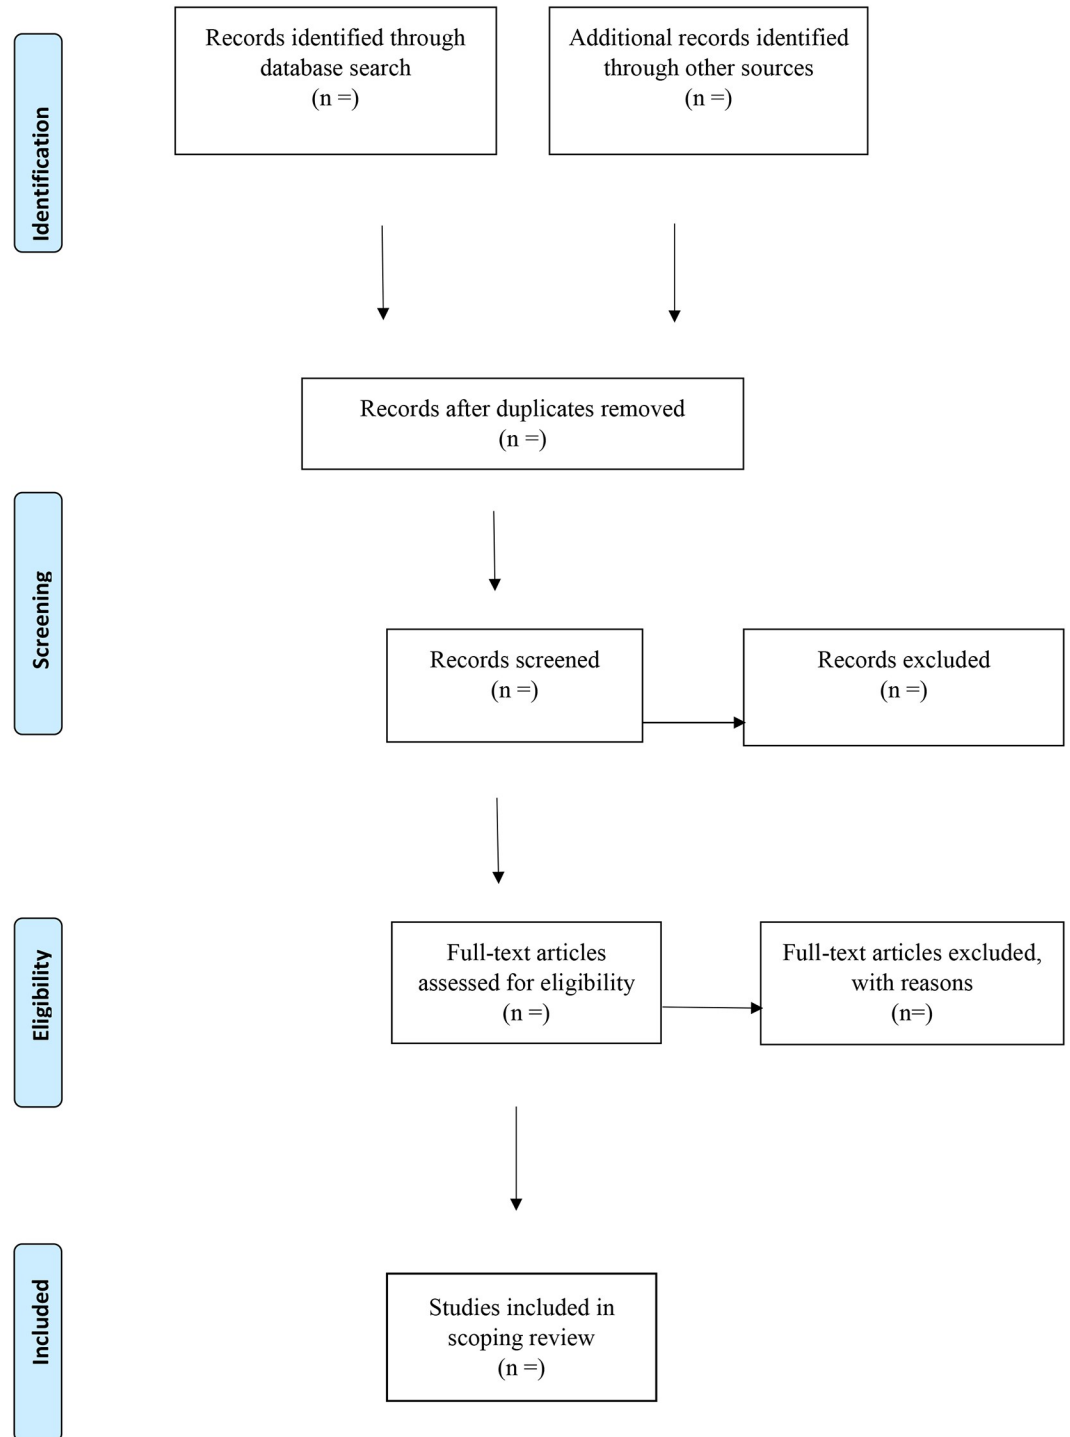 Identification
Records identified through
database search
(n =)
Additional records identified
through other sources
(n =)
Records after duplicates removed
(n =)
Screening
Records screened
(n =)
Records excluded
(n =)
Eligibility
Full-text articles
assessed for eligibility
(n =)
Full-text articles excluded,
with reasons
(n=)
Included
Studies included in
scoping review
(n =)